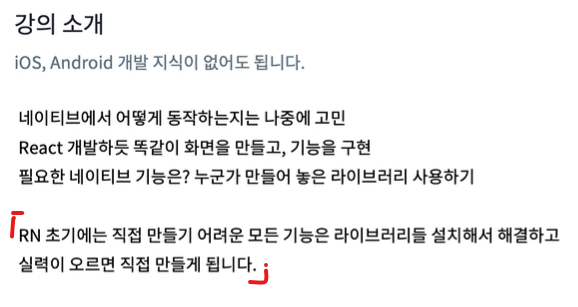 강의 소개
iOS, Android 개발 지식이 없어도 됩니다.
네이티브에서 어떻게 동작하는지는 나중에 고민
React 개발하듯 똑같이 화면을 만들고, 기능을 구현
필요한 네이티브 기능은? 누군가 만들어 놓은 라이브러리 사용하기
「RN 초기에는 직접 만들기 어려운 모든 기능은 라이브러리들 설치해서 해결하고
실력이 오르면 직접 만들게 됩니다.」